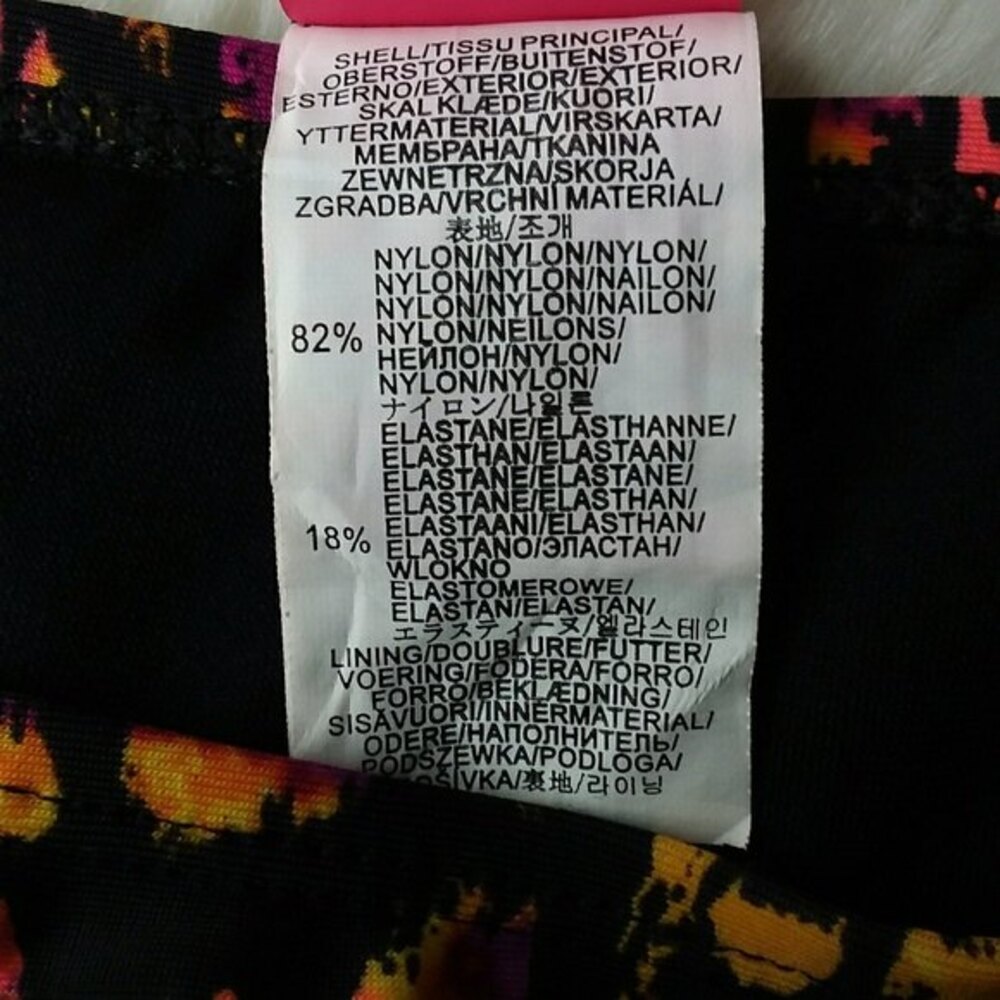 SHELL/TISSU PRINCIPAL/
OBERSTOFF/BUITENSTOF/
ESTERNO/EXTERIOR/EXTERIOR/
SKALKLÆDE/KUORI/
YTTERMATERIAL/VIRSKARTA/
МЕМБРАНА/TKANINA
ZEWNETRZNA/SKORJA
ZGRADBA/VRCHNÍ MATERIÁL/
表地/조개
NYLON/NYLON/NYLON/
NYLON/NYLON/NAILON/
NYLON/NYLON/NAILON/
82% NYLON/NEILONS/
НЕЙЛОН/NYLON/
NYLON/NYLON/
ナイロン/나일론
ELASTANE/ELASTHANNE/
ELASTHAN/ELASTAAN/
ELASTANE/ELASTANE/
ELASTANE/ELASTHAN/
ELASTAANI/ELASTHAN/
18% ELASTANO/ЭЛАСТАН/
WLOKNO
ELASTOMEROWE/
ELASTAN/ELASTAN/
エラスティーヌ/엘라스테인
LINING/DOUBLURE/FUTTER/
VOERING/FODERA/FORRO/
FORRO/BEKLÆDNING/
SISÄVUORI/INNERMATERIAL/
ODERE/НАПОЛНИТЕЛЬ/
PODSZEWKA/PODLOGA/
裏地/라이닝